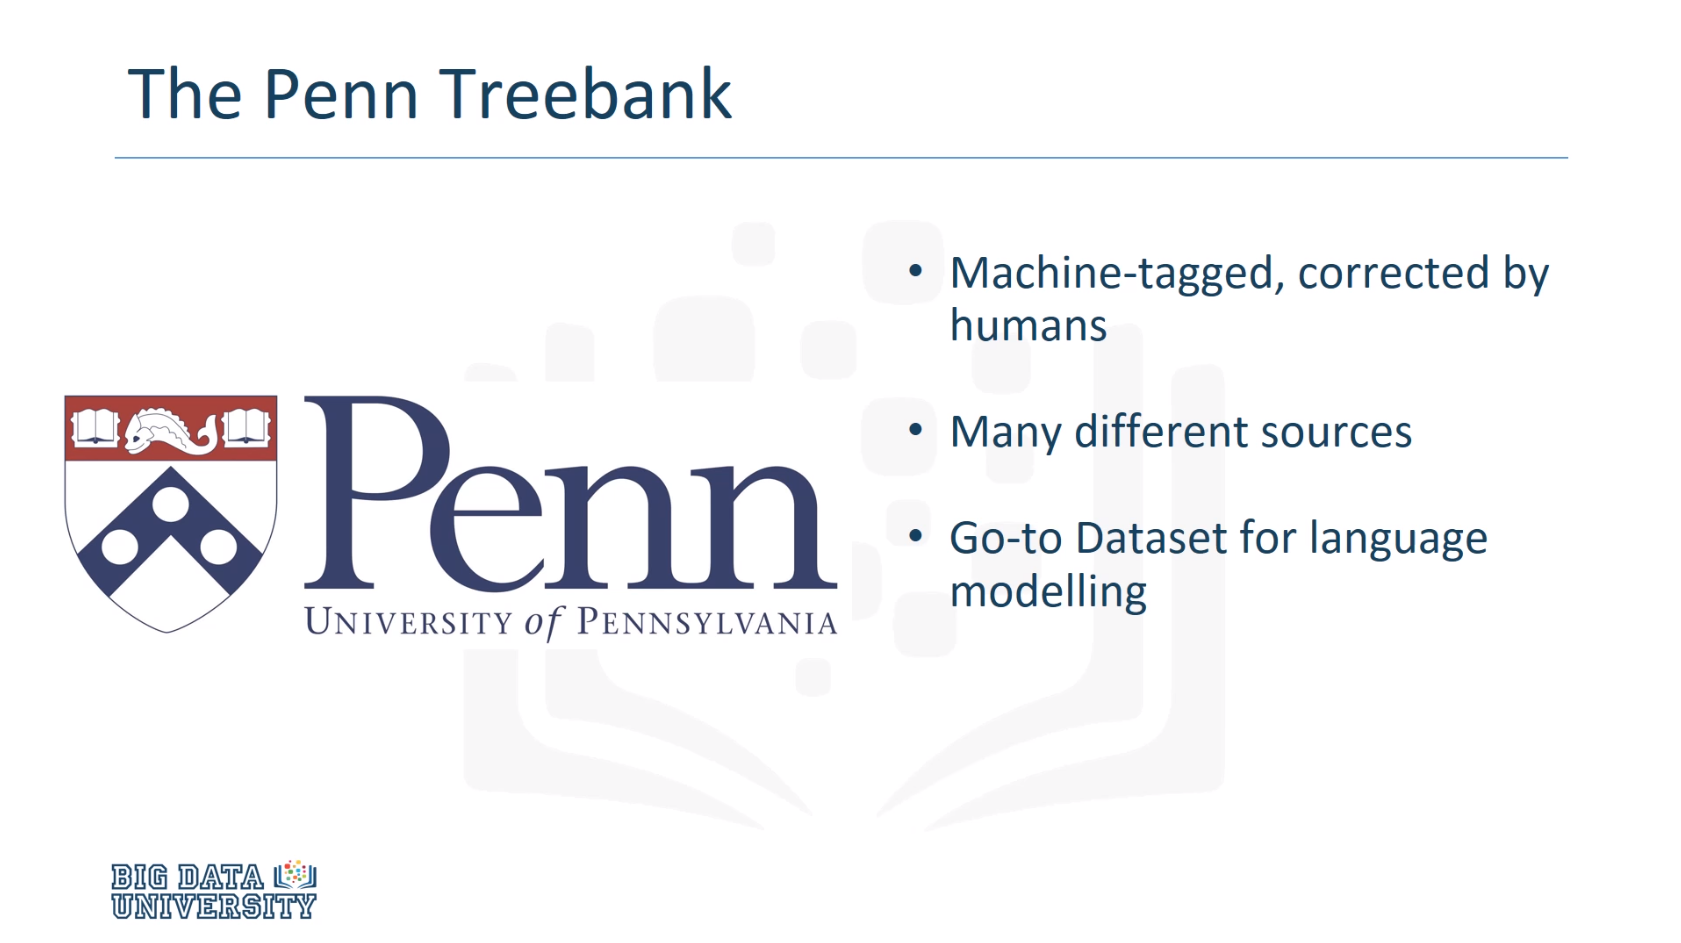 The Penn Treebank
Penn
UNIVERSITY of PENNSYLVANIA
• Machine-tagged, corrected by
humans
• Many different sources
• Go-to Dataset for language
modelling
BIG DATA
UNIVERSITY